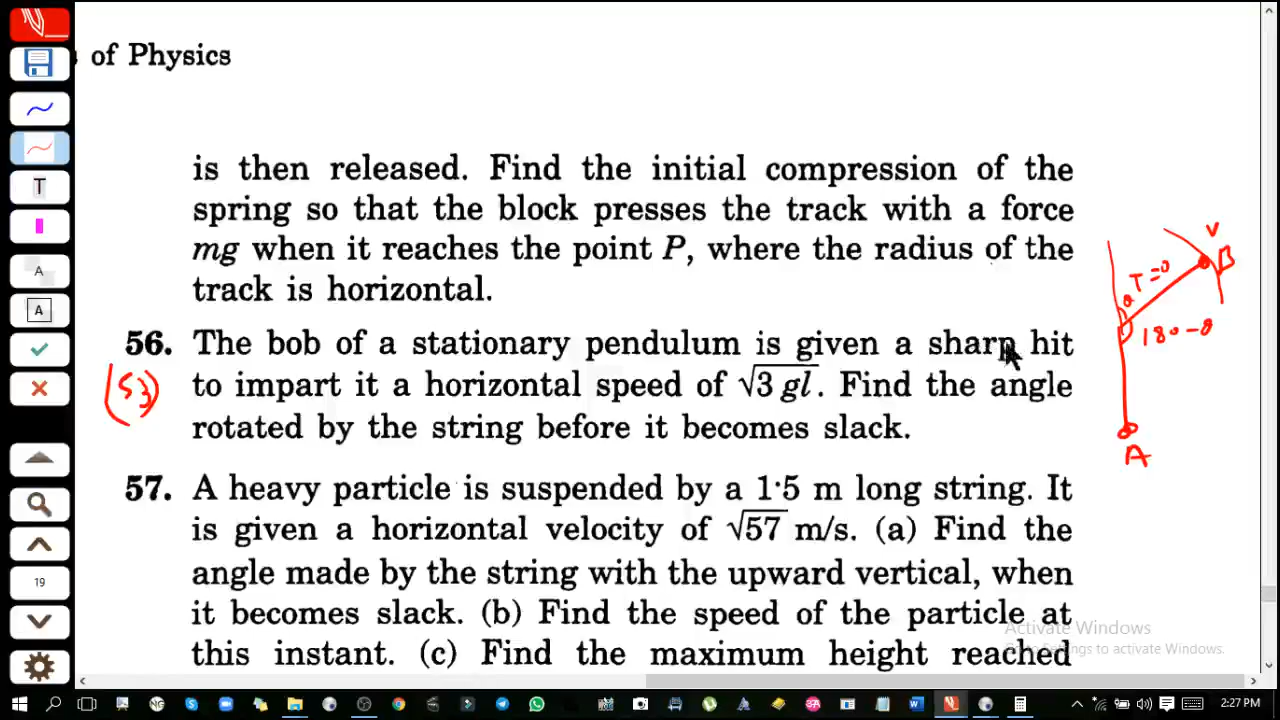 of Physics
is then released. Find the initial compression of the
spring so that the block presses the track with a force
mg when it reaches the point P, where the radius of the
track is horizontal.
56. The bob of a stationary pendulum is given a sharp hit
to impart it a horizontal speed of √3 gl. Find the angle
rotated by the string before it becomes slack.
57. A heavy particle is suspended by a 1·5 m long string. It
is given a horizontal velocity of √57 m/s. (a) Find the
angle made by the string with the upward vertical, when
it becomes slack. (b) Find the speed of the particle at
this instant. (c) Find the maximum height reached
(53)
V
B
T=0
θ
180-θ
A
T
A
A
19
Activate Windows
Go to Settings to activate Windows.
2:27 PM